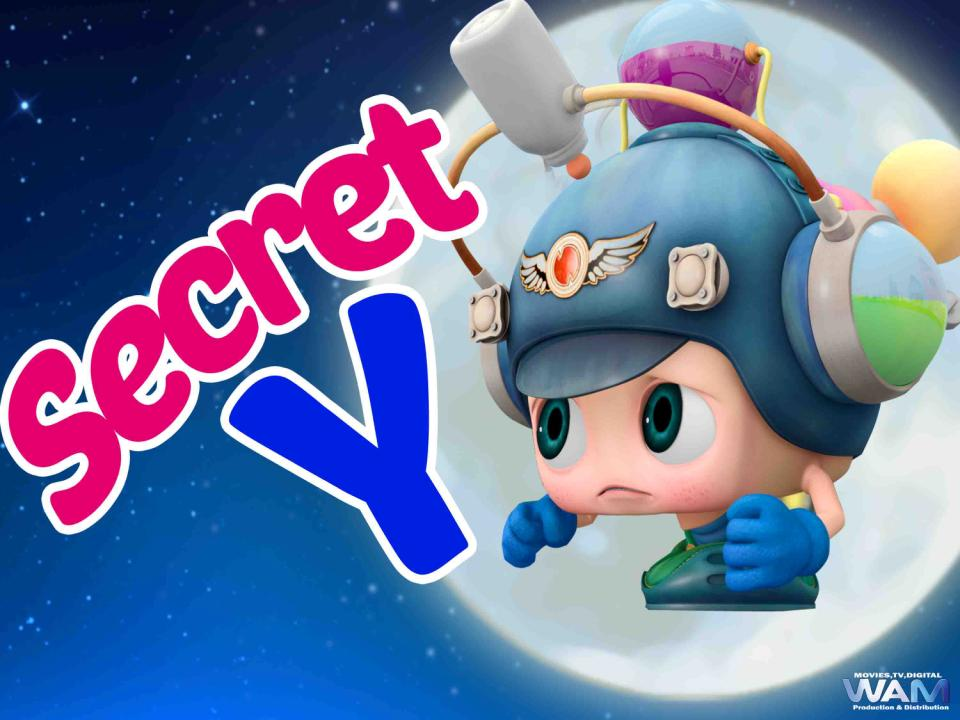 Secret
Y
MOVIES,TV,DIGITAL
WAM
Production & Distribution